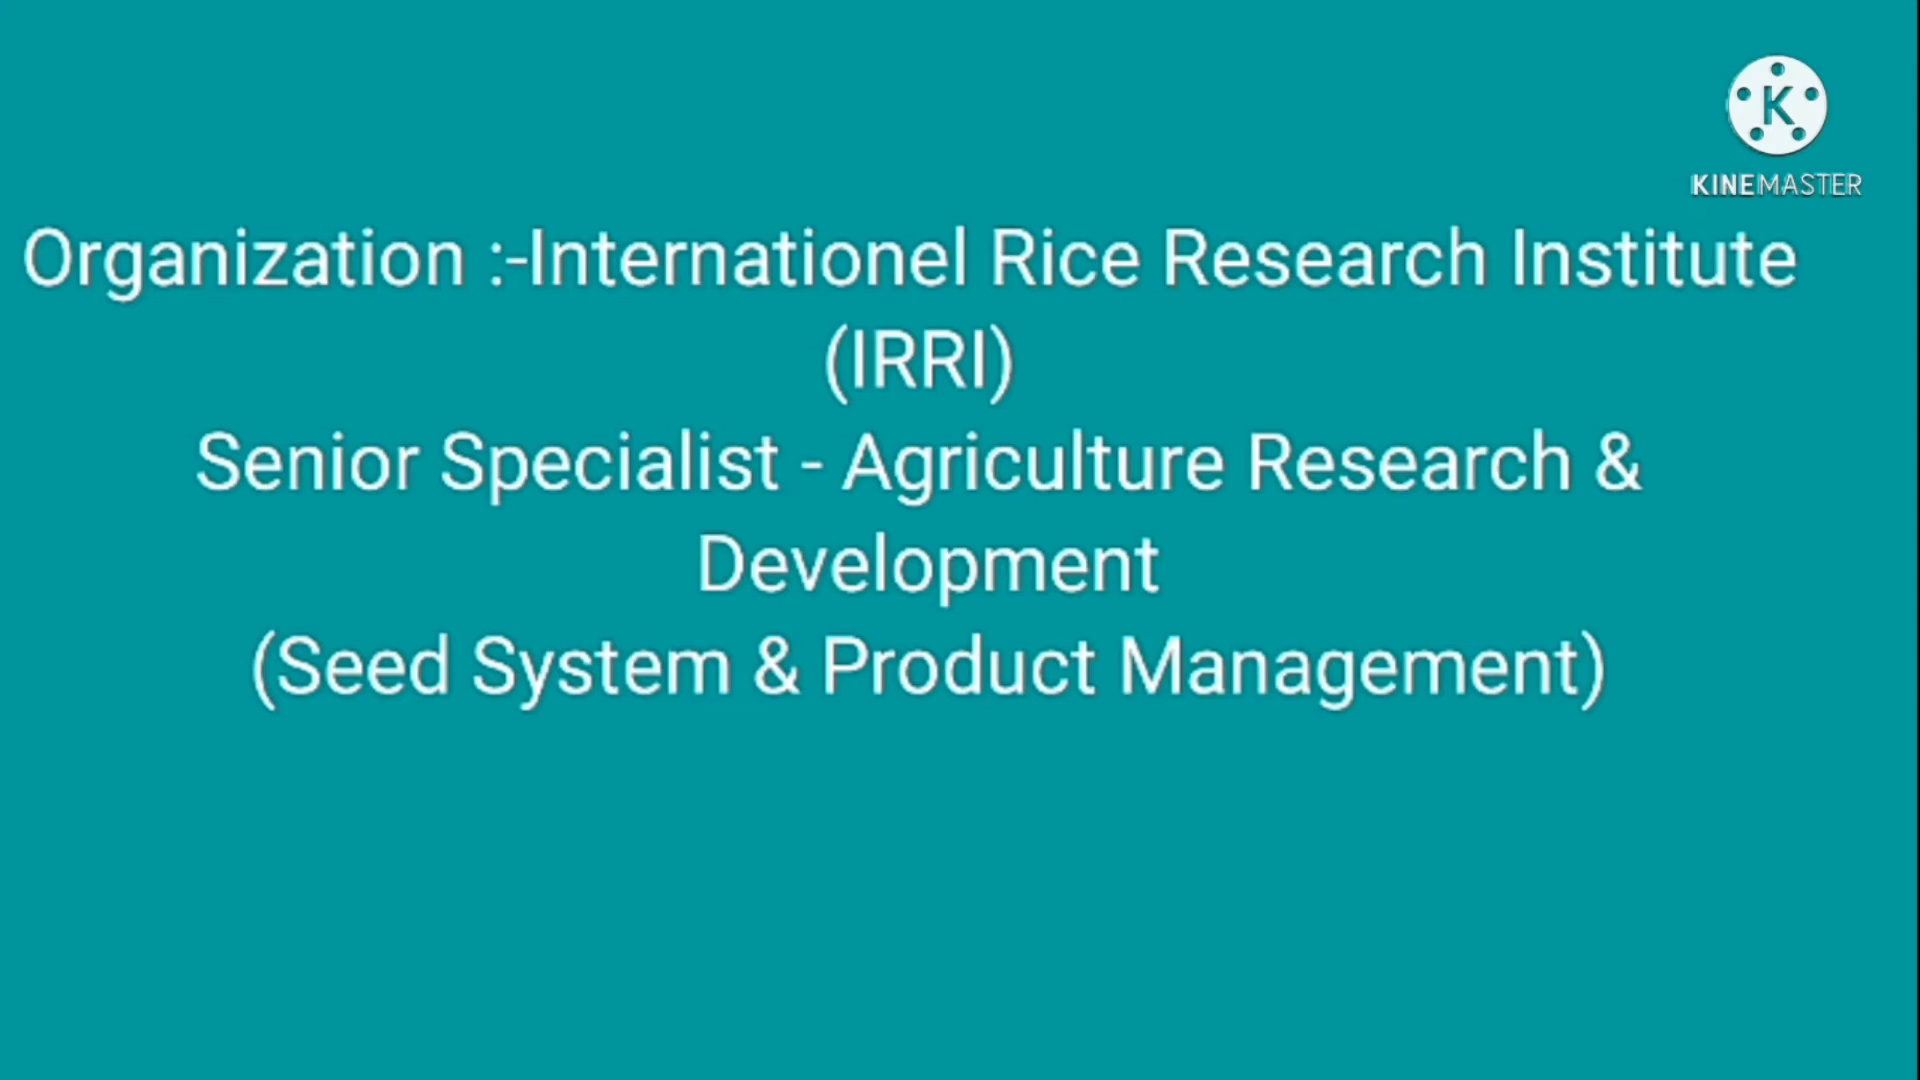 K
KINEMASTER
Organization :-Internationel Rice Research Institute
(IRRI)
Senior Specialist - Agriculture Research &
Development
(Seed System & Product Management)